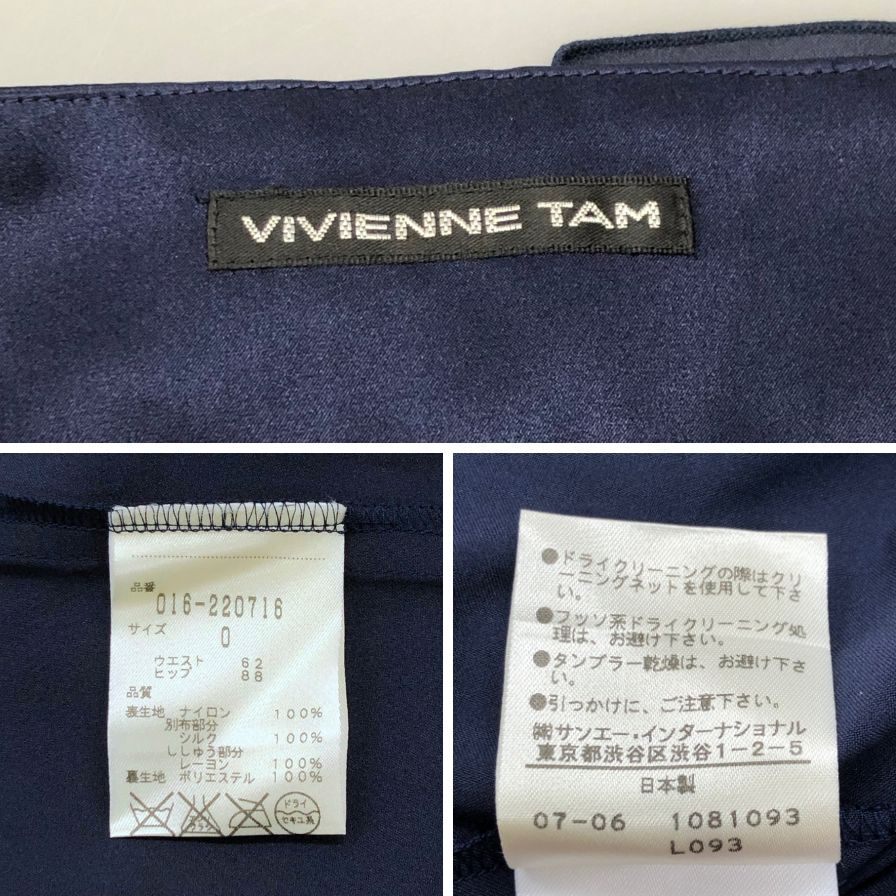 VIVIENNE TAM
品番
016-220716
サイズ
0
ウエスト 62
ヒップ 88
品質
表生地 ナイロン 100%
別布部分
シルク 100%
ししゅう部分
レーヨン 100%
裏生地 ポリエステル 100%
ドライ
セキユ系
●ドライクリーニングの際はクリ
ーニングネットを使用して下さ
い。
●フッソ系ドライクリーニング処
理は、お避け下さい。
●タンブラー乾燥は、お避け下さ
い。
●引っかけに、ご注意下さい。
㈱サンエー・インターナショナル
東京都渋谷区渋谷1-2-5
日本製
07-06 1081093
L093